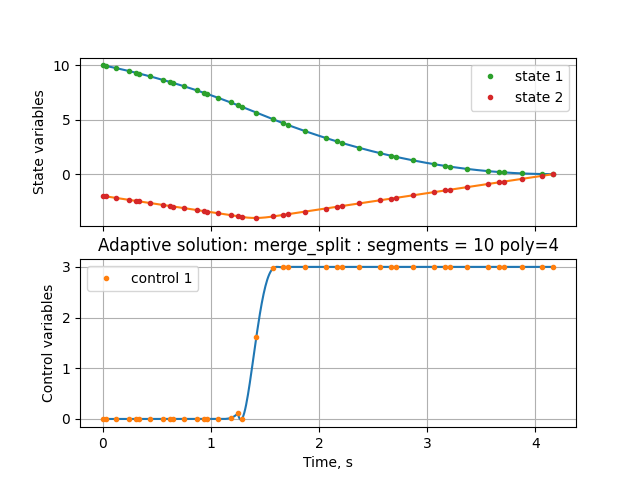 10
5
0
State variables
state 1
state 2
Adaptive solution: merge_split : segments = 10 poly=4
3
2
1
0
Control variables
control 1
0 1 2 3 4
Time, s